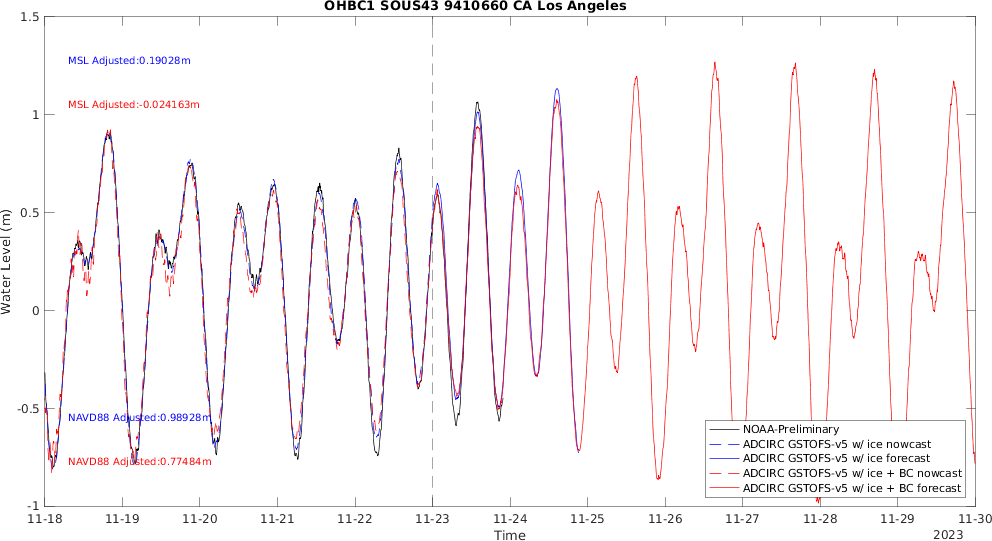 OHBC1 SOUS43 9410660 CA Los Angeles
1.5
1
0.5
0
-0.5
-1
Water Level (m)
MSL Adjusted:0.19028m
MSL Adjusted:-0.024163m
NAVD88 Adjusted:0.98928m
NAVD88 Adjusted:0.77484m
NOAA-Preliminary
ADCIRC GSTOFS-v5 w/ ice nowcast
ADCIRC GSTOFS-v5 w/ ice forecast
ADCIRC GSTOFS-v5 w/ ice + BC nowcast
ADCIRC GSTOFS-v5 w/ ice + BC forecast
11-18 11-19 11-20 11-21 11-22 11-23 11-24 11-25 11-26 11-27 11-28 11-29 11-30
Time
2023